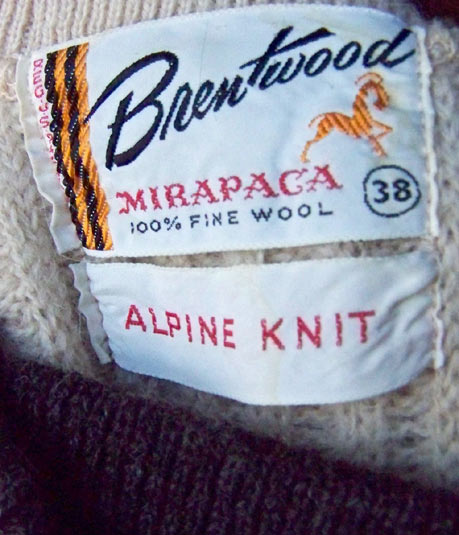 Brentwood
MIRAPACA
100% FINE WOOL
38
ALPINE KNIT